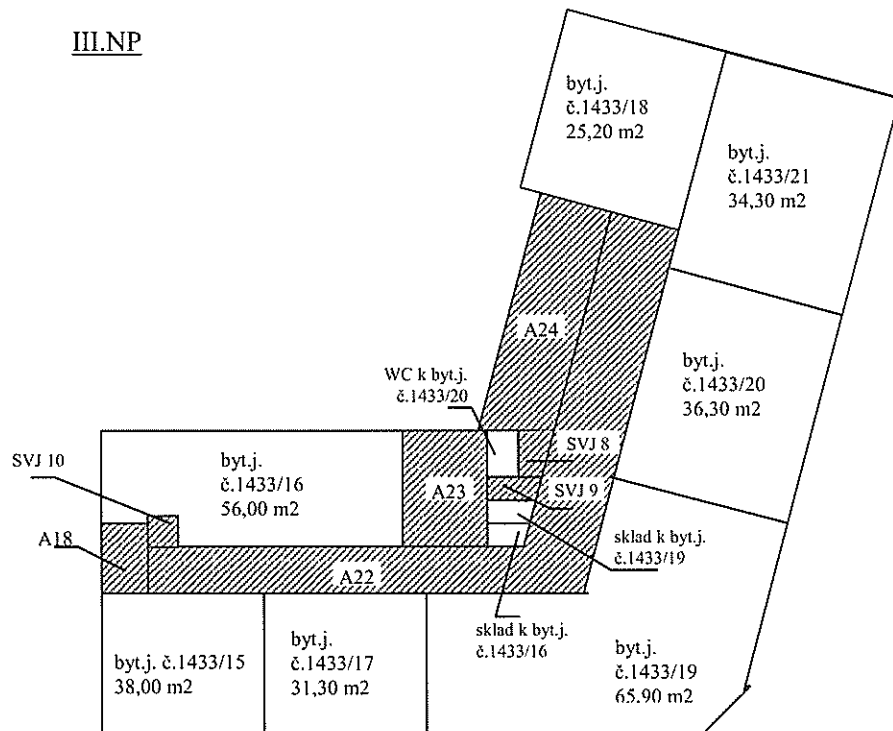 III.NP
byt.j.
č.1433/18
25,20 m2
byt.j.
č.1433/21
34,30 m2
A24
WC k byt.j.
č.1433/20
byt.j.
č.1433/20
36,30 m2
SVJ 10
byt.j.
č.1433/16
56,00 m2
A23
SVJ 8
SVJ 9
A18
sklad k byt.j.
č.1433/19
A22
sklad k byt.j.
č.1433/16
byt.j. č.1433/15
38,00 m2
byt.j.
č.1433/17
31,30 m2
byt.j.
č.1433/19
65,90 m2